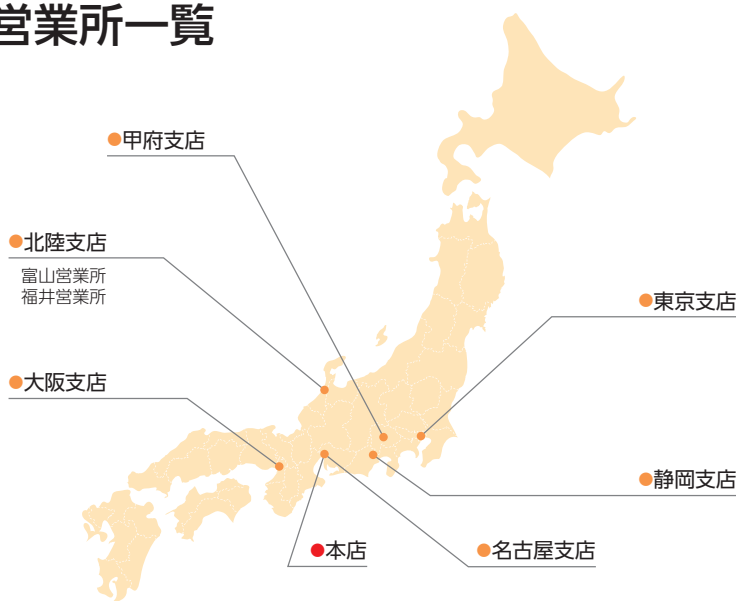 営業所一覧
●甲府支店
●北陸支店
富山営業所
福井営業所
●東京支店
●大阪支店
●静岡支店
●本店
●名古屋支店